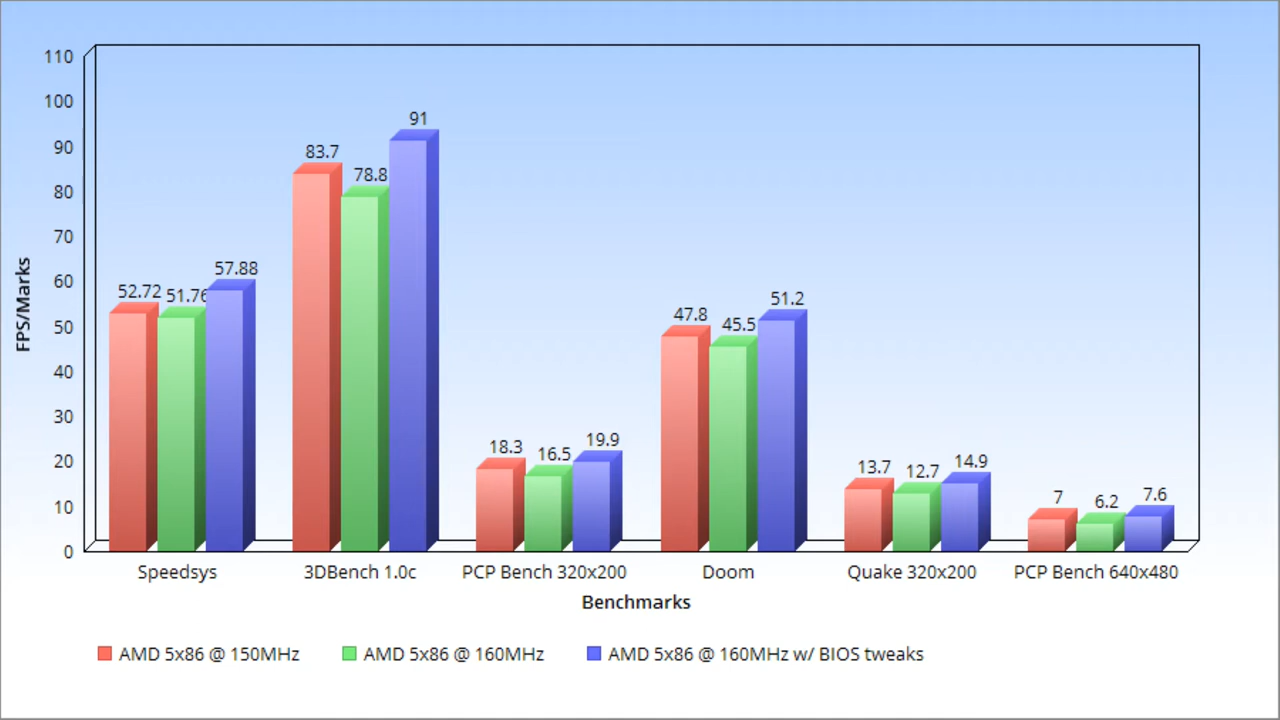 110
100
90
80
70
60
50
40
30
20
10
0
FPS/Marks
52.72 51.76 57.88
83.7 78.8 91
18.3 16.5 19.9
47.8 45.5 51.2
13.7 12.7 14.9
7 6.2 7.6
Speedsys 3DBench 1.0c PCP Bench 320x200 Doom Quake 320x200 PCP Bench 640x480
Benchmarks
AMD 5x86 @ 150MHz AMD 5x86 @ 160MHz AMD 5x86 @ 160MHz w/ BIOS tweaks